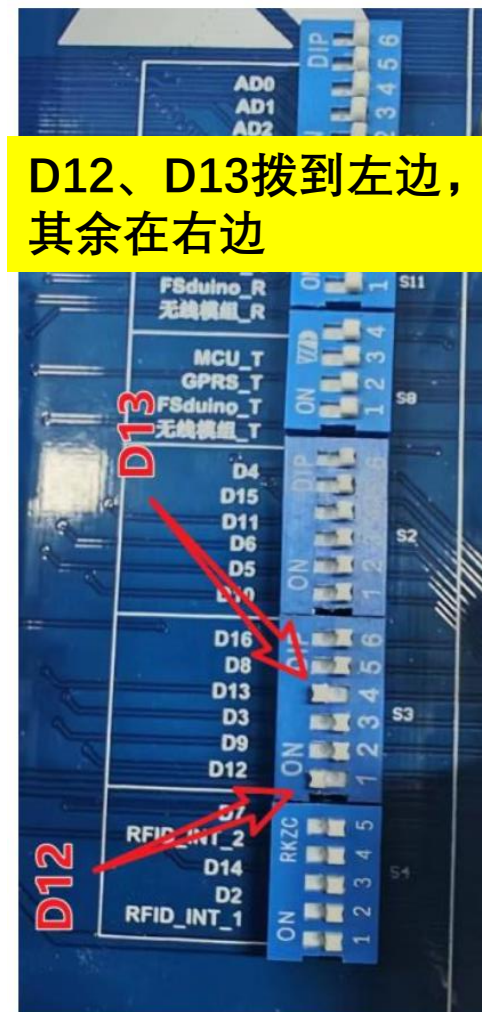 DIP
6
5
4
3
AD0
AD1
AD2
D12、D13拨到左边，
其余在右边
FSduino_R
无线模组_R
ON
1
S11
MCU_T
GPRS_T
FSduino_T
无线模组_T
ON
4
3
2
1
S8
D13
D4
D15
D11
D6
D5
DIP
ON
6
2
1
S2
D16
D8
D13
D3
D9
D12
DIP
ON
6
5
4
3
2
1
S3
D12
D7
RFID_INT_2
D14
D2
RFID_INT_1
RKZC
ON
5
4
3
2
1
S4